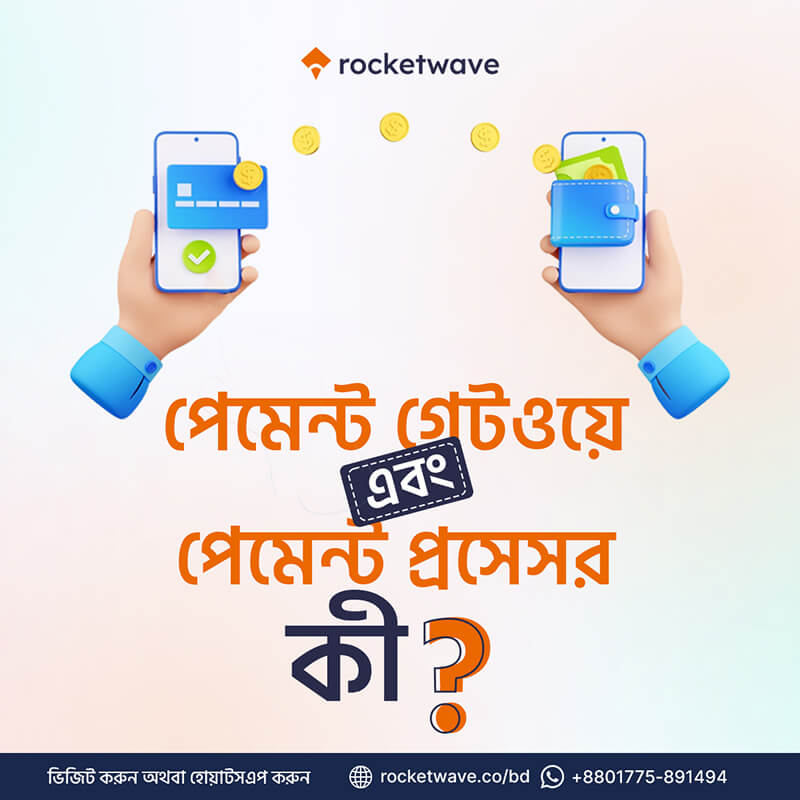 rocketwave
পেমেন্ট গেটওয়ে
এবং
পেমেন্ট প্রসেসর
কী?
ভিজিট করুন অথবা হোয়াটসএপ করুন rocketwave.co/bd +8801775-891494